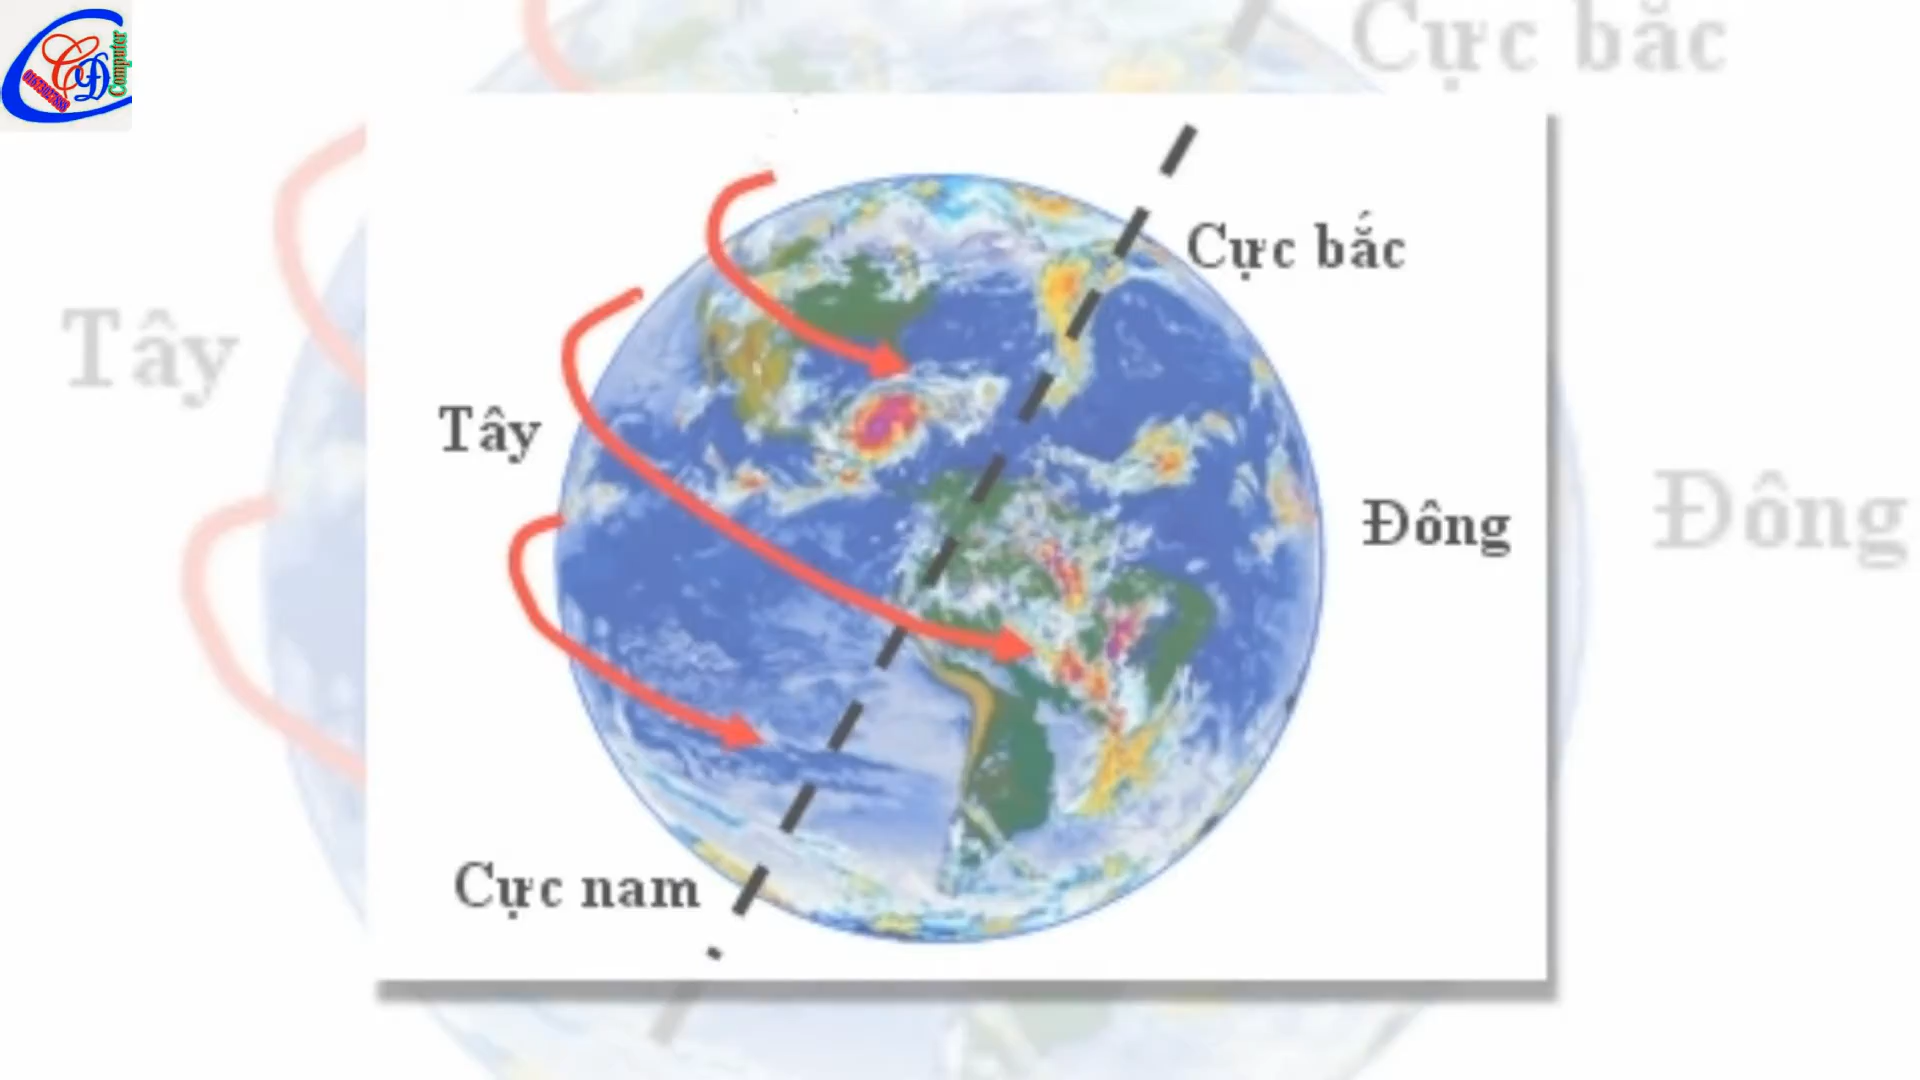 Computer
Cực bắc
Cực bắc
Tây
Tây
Đông
Đông
Cực nam